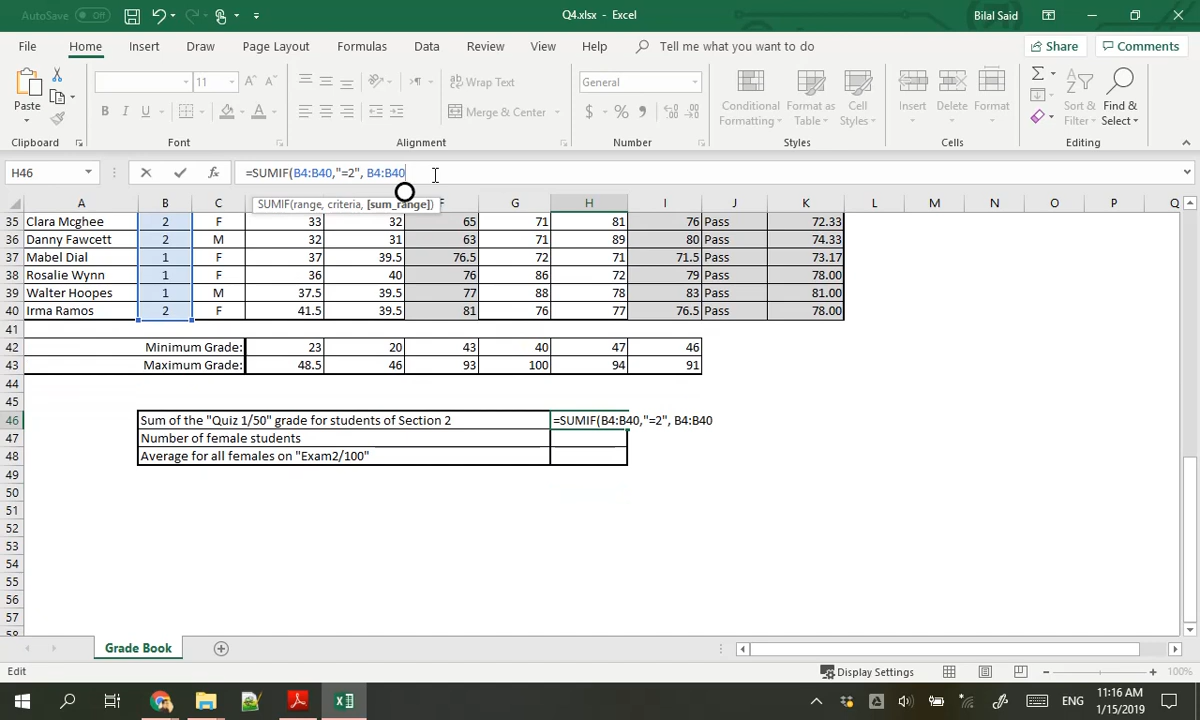 AutoSave Off Q4.xlsx - Excel Bilal Said
File Home Insert Draw Page Layout Formulas Data Review View Help Tell me what you want to do Share Comments
Paste 11 Wrap Text General Conditional Formatting Format as Table Cell Styles Insert Delete Format Sort & Filter Find & Select
B I U Merge & Center $ %
Clipboard Font Alignment Number Styles Cells Editing
H46 fx =SUMIF(B4:B40,"=2", B4:B40
SUMIF(range, criteria, [sum_range])
A B C F G H I J K L M N O P Q
35 Clara Mcghee 2 F 33 32 65 71 81 76 Pass 72.33
36 Danny Fawcett 2 M 32 31 63 71 89 80 Pass 74.33
37 Mabel Dial 1 F 37 39.5 76.5 72 71 71.5 Pass 73.17
38 Rosalie Wynn 1 F 36 40 76 86 72 79 Pass 78.00
39 Walter Hoopes 1 M 37.5 39.5 77 88 78 83 Pass 81.00
40 Irma Ramos 2 F 41.5 39.5 81 76 77 76.5 Pass 78.00
41
42 Minimum Grade: 23 20 43 40 47 46
43 Maximum Grade: 48.5 46 93 100 94 91
44
45
46 Sum of the "Quiz 1/50" grade for students of Section 2 =SUMIF(B4:B40,"=2", B4:B40
47 Number of female students
48 Average for all females on "Exam2/100"
49
50
51
52
53
54
55
56
57
58
Grade Book
Edit Display Settings 100%
ENG 11:16 AM
1/15/2019